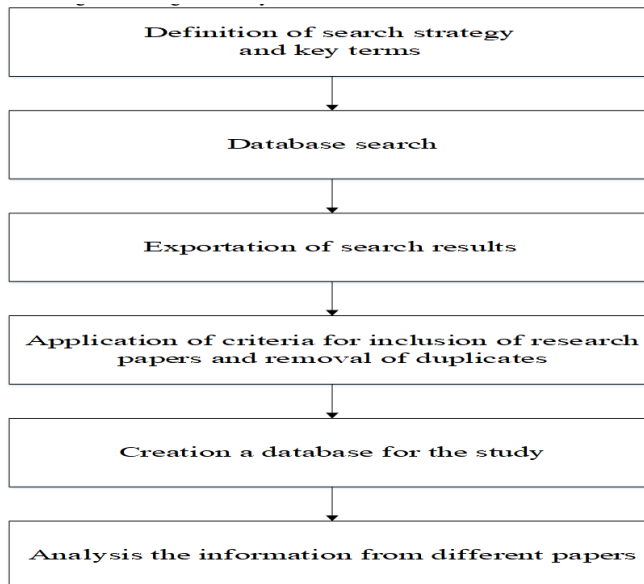 Definition of search strategy
and key terms
Database search
Exportation of search results
Application of criteria for inclusion of research
papers and removal of duplicates
Creation a database for the study
Analysis the information from different papers